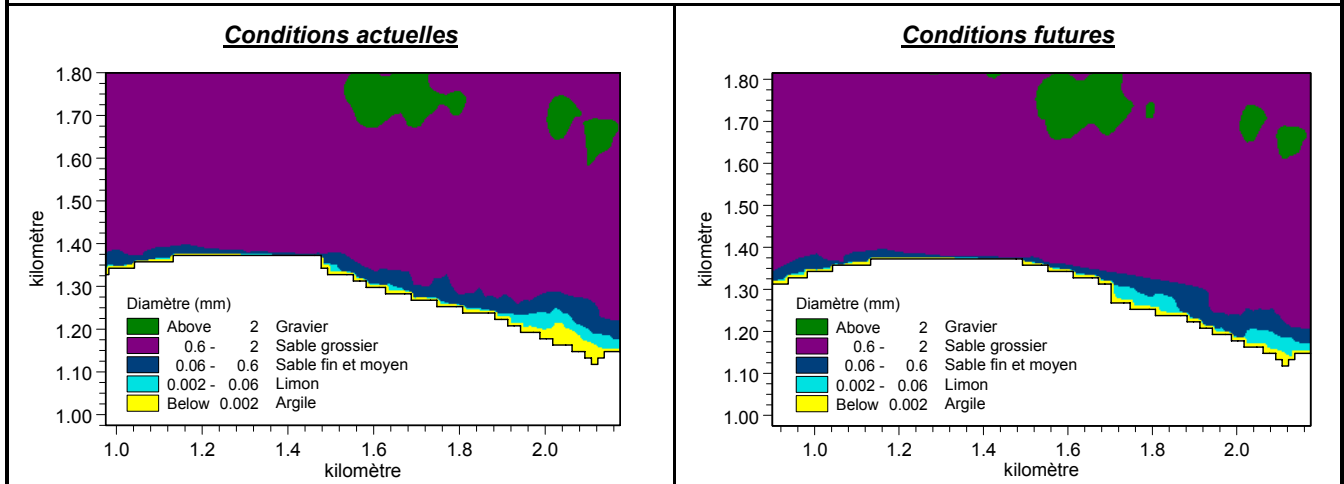 Conditions actuelles
1.80
1.70
1.60
1.50
1.40
1.30
1.20
1.10
1.00
kilomètre
Diamètre (mm)
Above 2 Gravier
0.6 - 2 Sable grossier
0.06 - 0.6 Sable fin et moyen
0.002 - 0.06 Limon
Below 0.002 Argile
1.0 1.2 1.4 1.6 1.8 2.0
kilomètre
Conditions futures
1.80
1.70
1.60
1.50
1.40
1.30
1.20
1.10
1.00
kilomètre
Diamètre (mm)
Above 2 Gravier
0.6 - 2 Sable grossier
0.06 - 0.6 Sable fin et moyen
0.002 - 0.06 Limon
Below 0.002 Argile
1.0 1.2 1.4 1.6 1.8 2.0
kilomètre